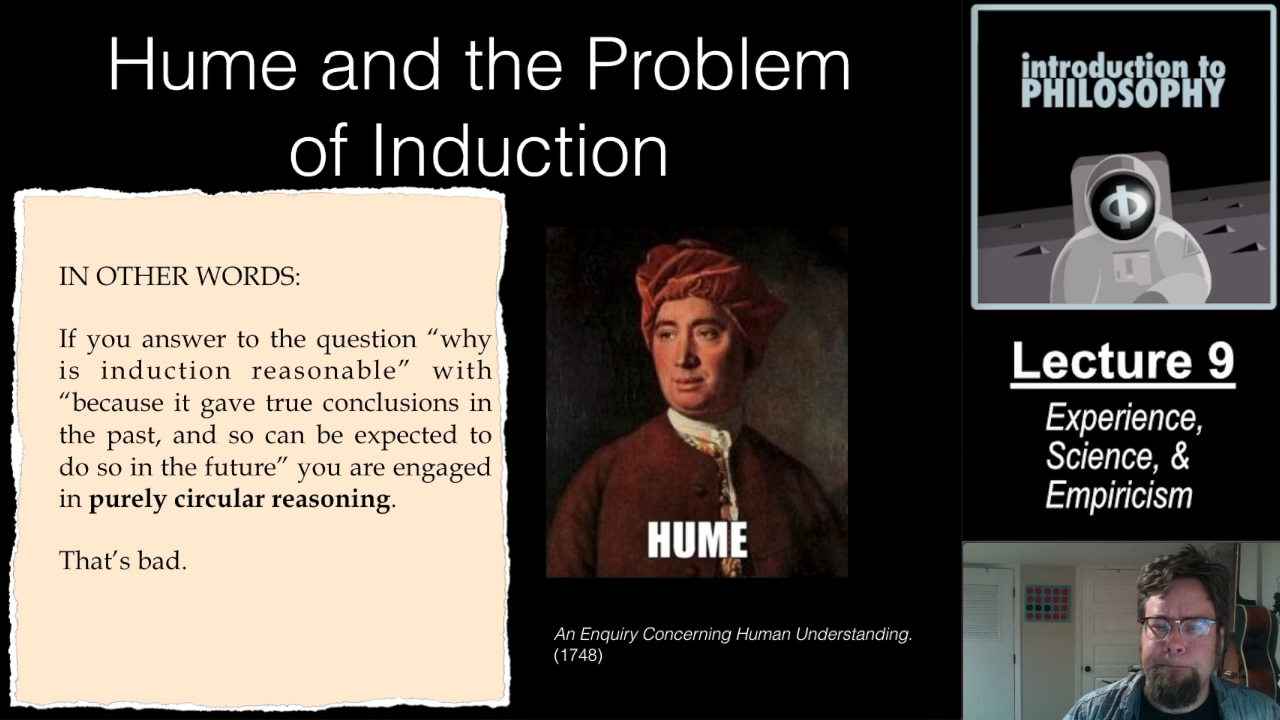 Hume and the Problem
of Induction
IN OTHER WORDS:
If you answer to the question “why
is induction reasonable” with
“because it gave true conclusions in
the past, and so can be expected to
do so in the future” you are engaged
in purely circular reasoning.
That’s bad.
HUME
An Enquiry Concerning Human Understanding.
(1748)
introduction to
PHILOSOPHY
Φ
Lecture 9
Experience,
Science, &
Empiricism